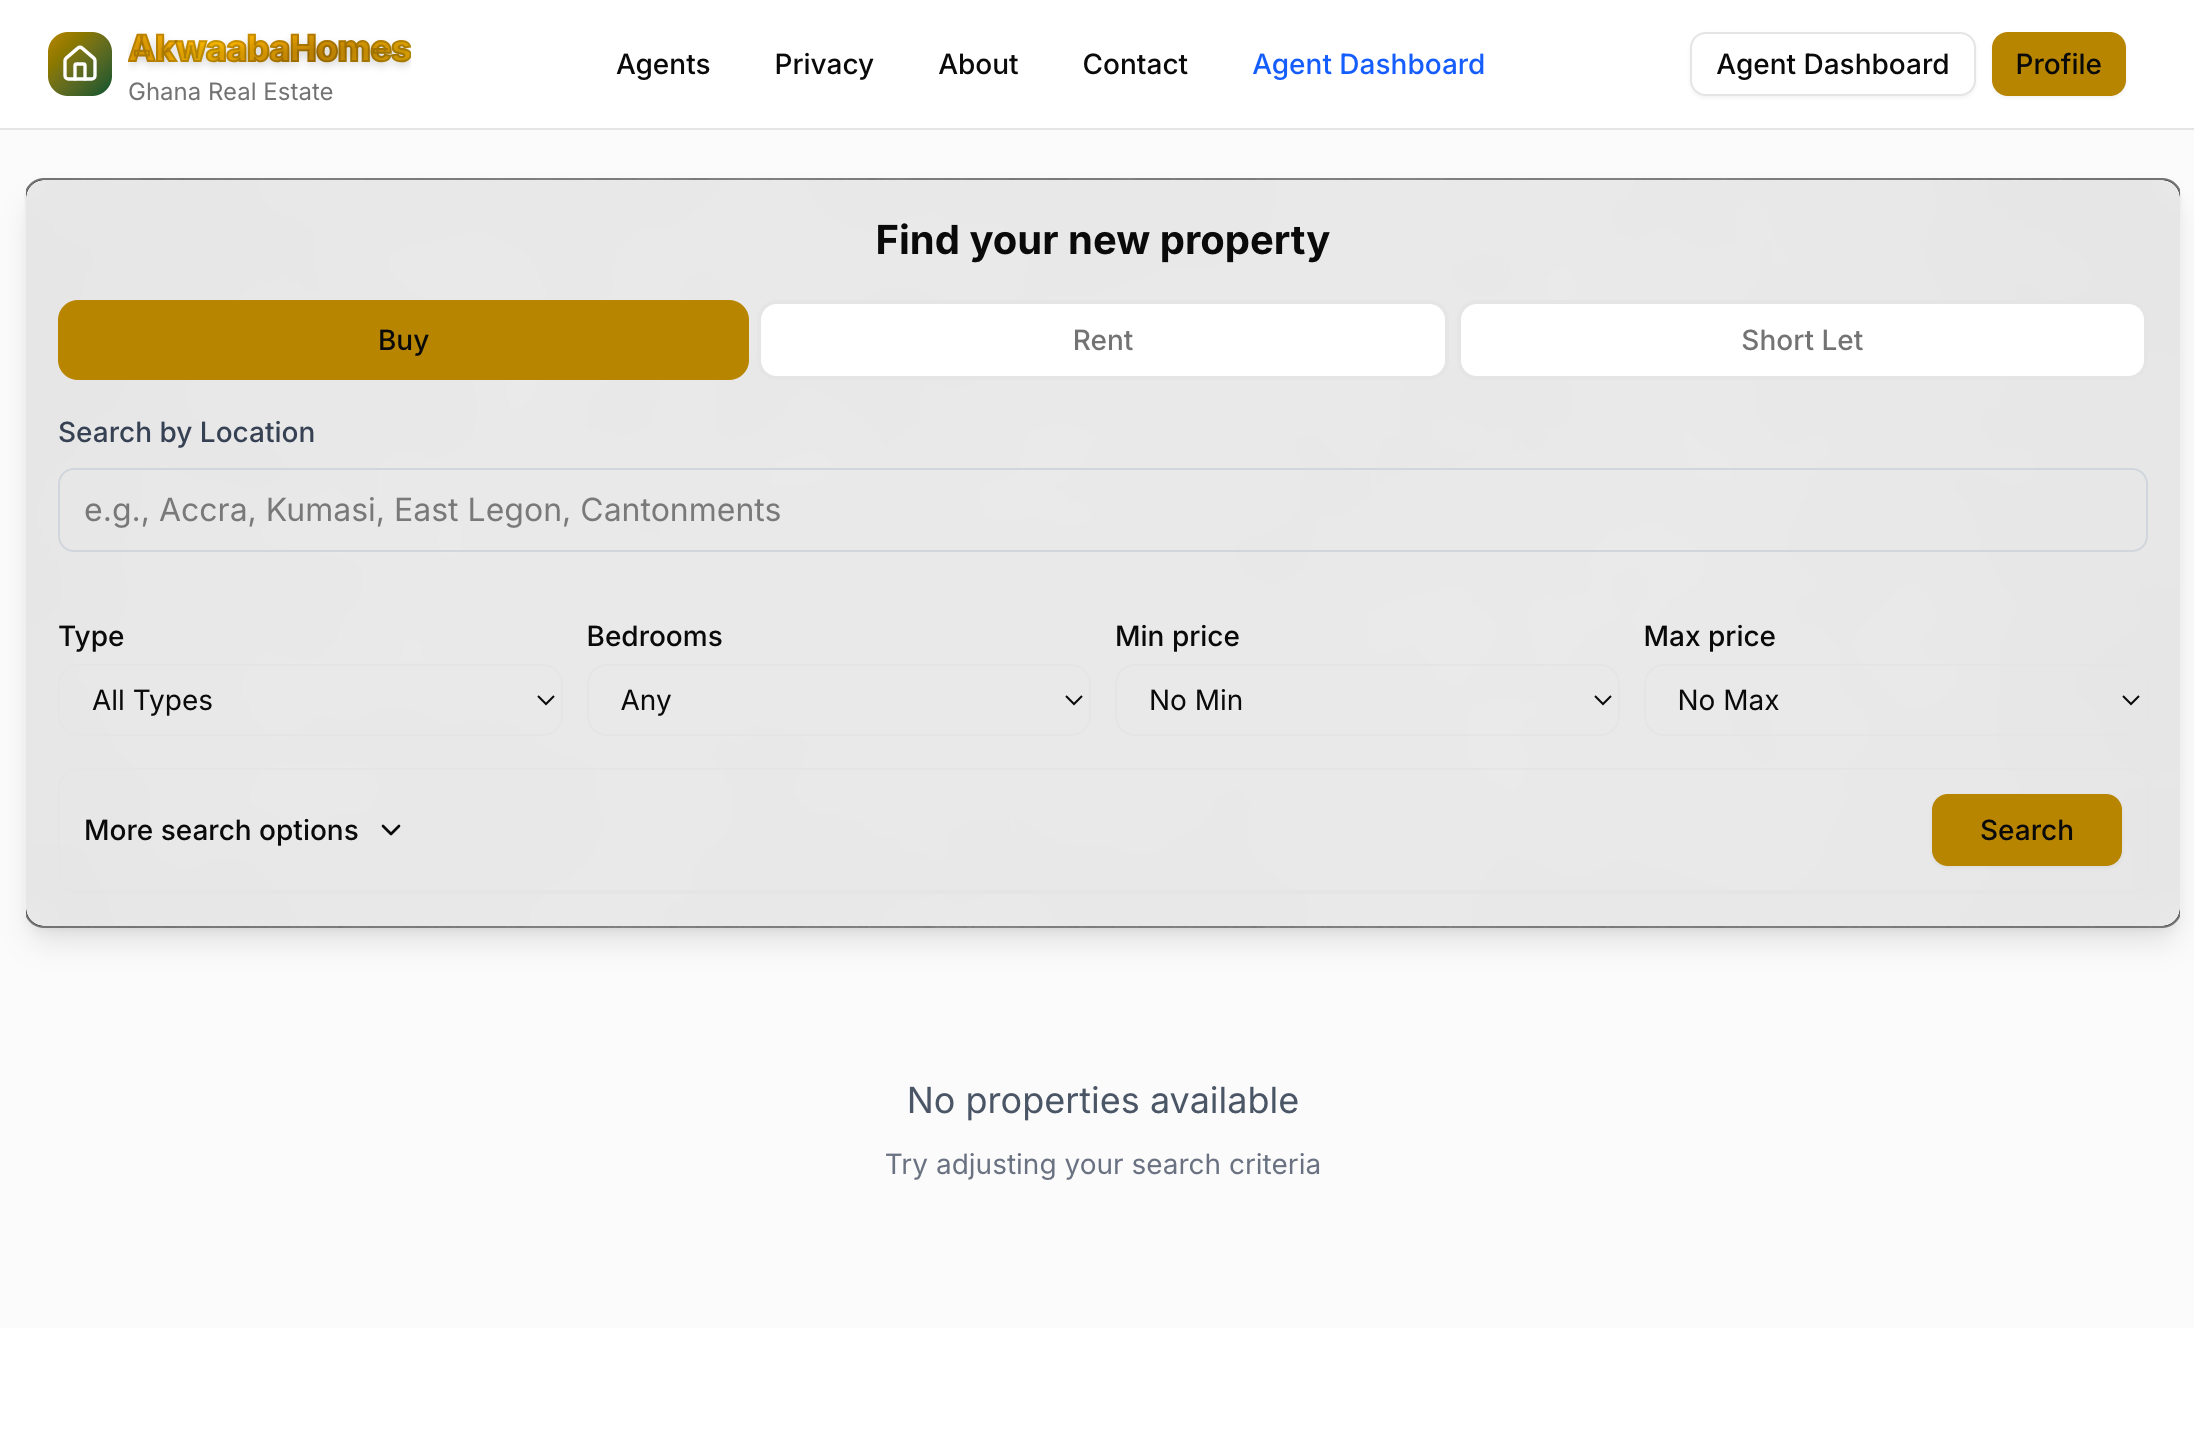 AkwaabaHomes
Ghana Real Estate
Agents
Privacy
About
Contact
Agent Dashboard
Agent Dashboard
Profile
Find your new property
Buy
Rent
Short Let
Search by Location
e.g., Accra, Kumasi, East Legon, Cantonments
Type
Bedrooms
Min price
Max price
All Types
Any
No Min
No Max
More search options
Search
No properties available
Try adjusting your search criteria